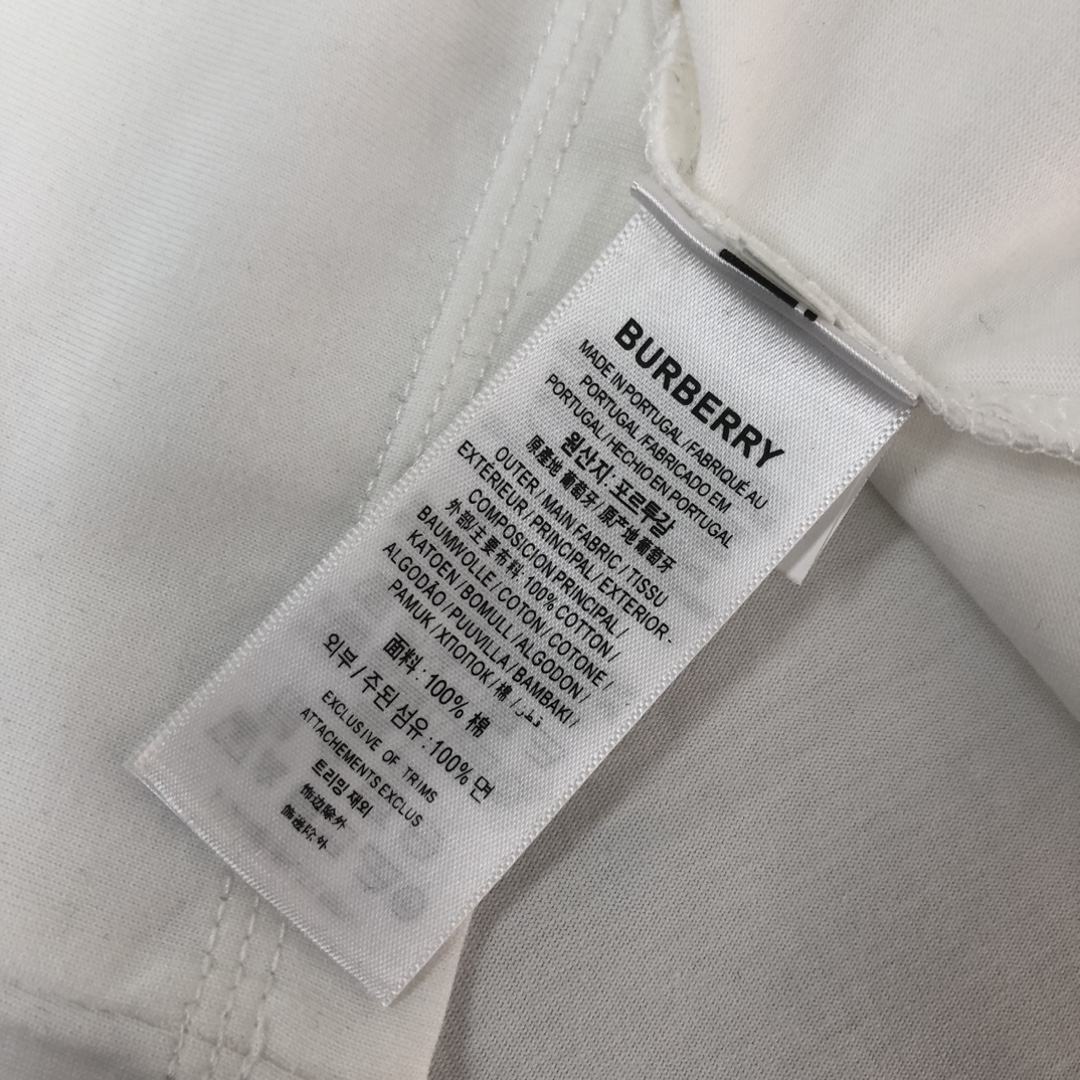 BURBERRY
MADE IN PORTUGAL / FABRIQUÉ AU
PORTUGAL / FABRICADO EM
PORTUGAL / HECHO EN PORTUGAL
원산지: 포르투갈
原產地 葡萄牙 / 原产地 葡萄牙
OUTER / MAIN FABRIC / TISSU
EXTÉRIEUR / PRINCIPAL / EXTERIOR -
COMPOSICION PRINCIPAL /
外部/主要布料 100% COTTON /
BAUMWOLLE / COTON / COTONE /
KATOEN / BOMULL / ALGODON /
ALGODÃO / PUUVILLA / BAMBAKI /
PAMUK / ХПОПОК / 棉 / قطن
面料 : 100% 棉
외부 / 주된 섬유 : 100% 면
EXCLUSIVE OF TRIMS
ATTACHEMENTS EXCLUS
트리밍 제외
饰边除外
飾邊除外